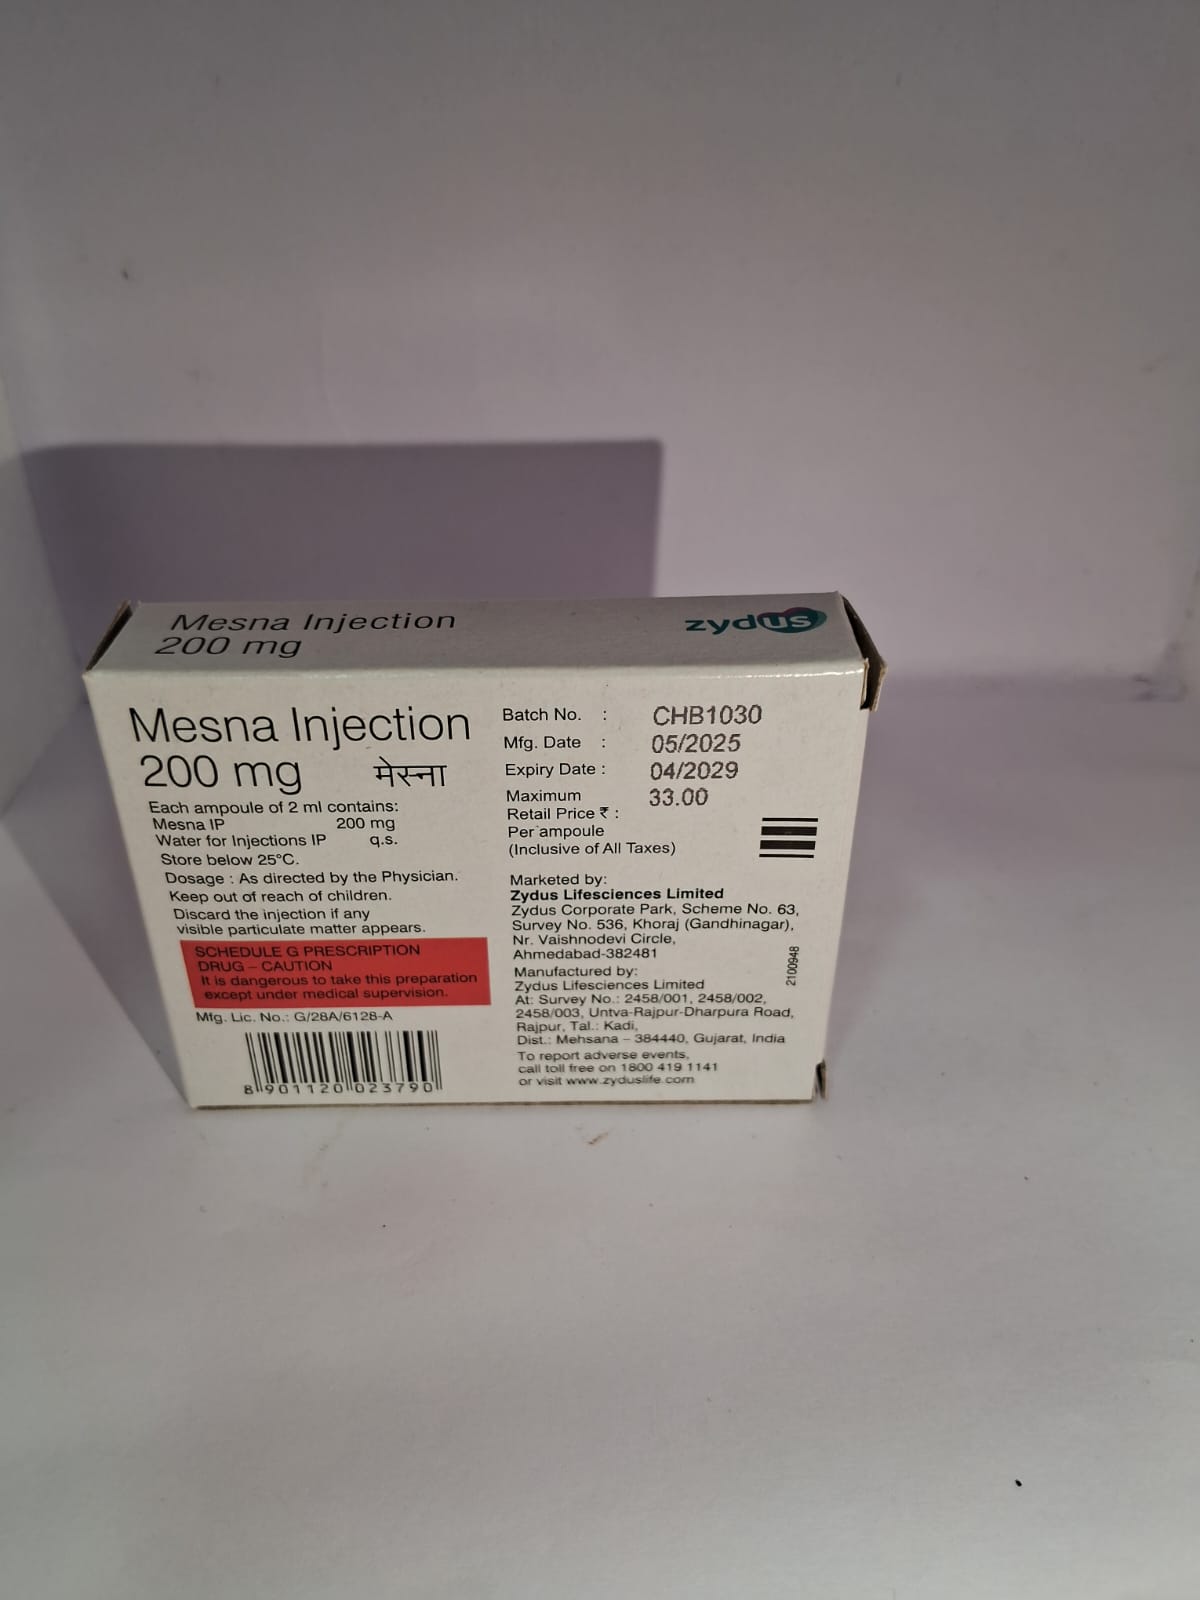 Mesna Injection
200 mg
zydus
Mesna Injection
200 mg मेस्ना
Each ampoule of 2 ml contains:
Mesna IP 200 mg
Water for Injections IP q.s.
Store below 25°C.
Dosage : As directed by the Physician.
Keep out of reach of children.
Discard the injection if any
visible particulate matter appears.
SCHEDULE G PRESCRIPTION
DRUG – CAUTION
It is dangerous to take this preparation
except under medical supervision.
Mfg. Lic. No.: G/28A/6128-A
8 901120 023790
Batch No. : CHB1030
Mfg. Date : 05/2025
Expiry Date : 04/2029
Maximum 33.00
Retail Price ₹ :
Per ampoule
(Inclusive of All Taxes)
Marketed by:
Zydus Lifesciences Limited
Zydus Corporate Park, Scheme No. 63,
Survey No. 536, Khoraj (Gandhinagar),
Nr. Vaishnodevi Circle,
Ahmedabad-382481
Manufactured by:
Zydus Lifesciences Limited
At: Survey No.: 2458/001, 2458/002,
2458/003, Untva-Rajpur-Dharpura Road,
Rajpur, Tal.: Kadi,
Dist.: Mehsana – 384440, Gujarat, India
To report adverse events,
call toll free on 1800 419 1141
or visit www.zyduslife.com
2100948